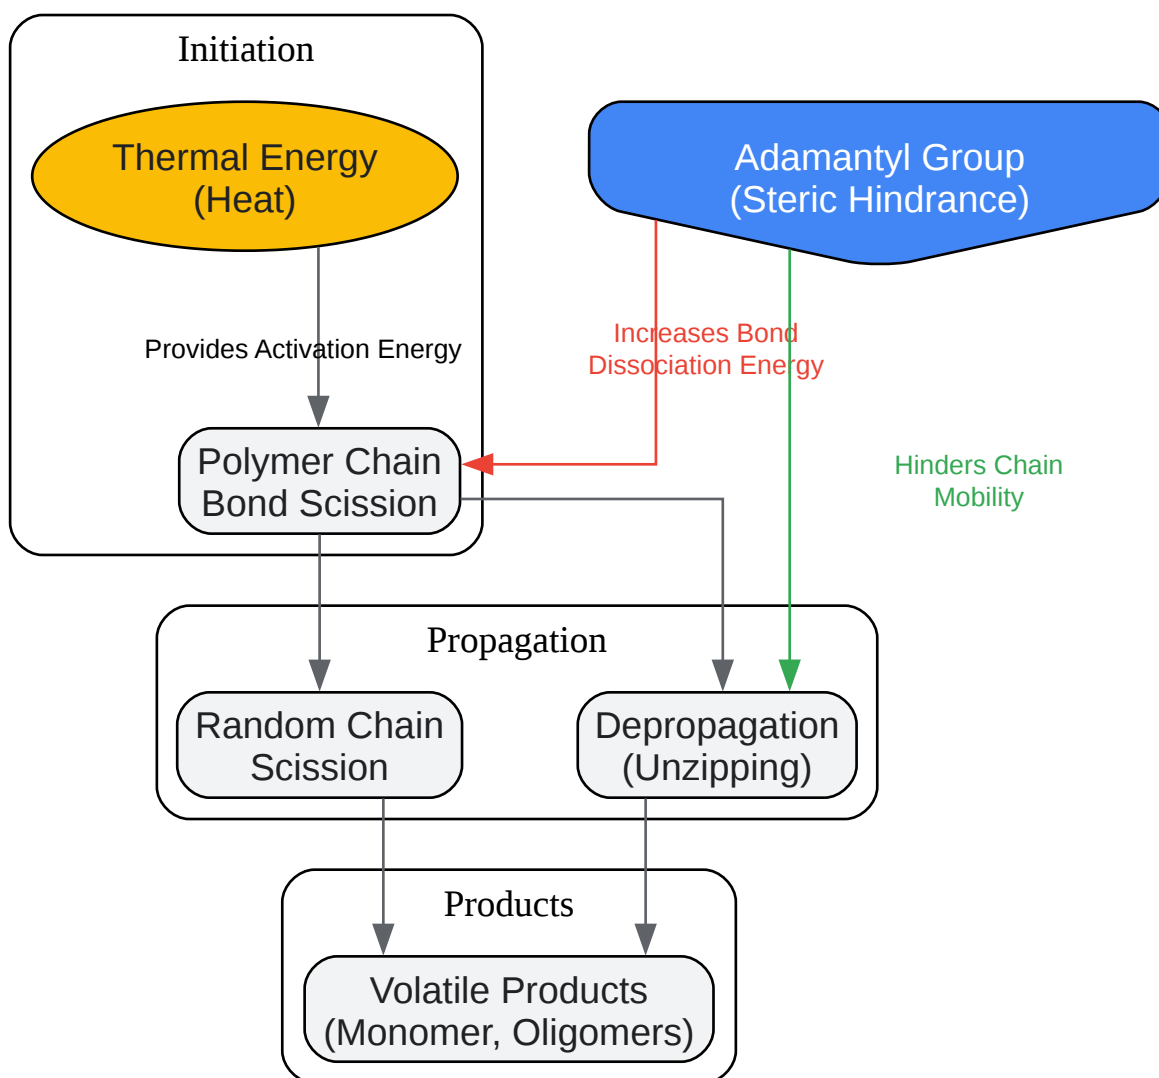 Initiation
Thermal Energy
(Heat)
Adamantyl Group
(Steric Hindrance)
Provides Activation Energy
Increases Bond
Dissociation Energy
Polymer Chain
Bond Scission
Hinders Chain
Mobility
Propagation
Random Chain
Scission
Depropagation
(Unzipping)
Products
Volatile Products
(Monomer, Oligomers)